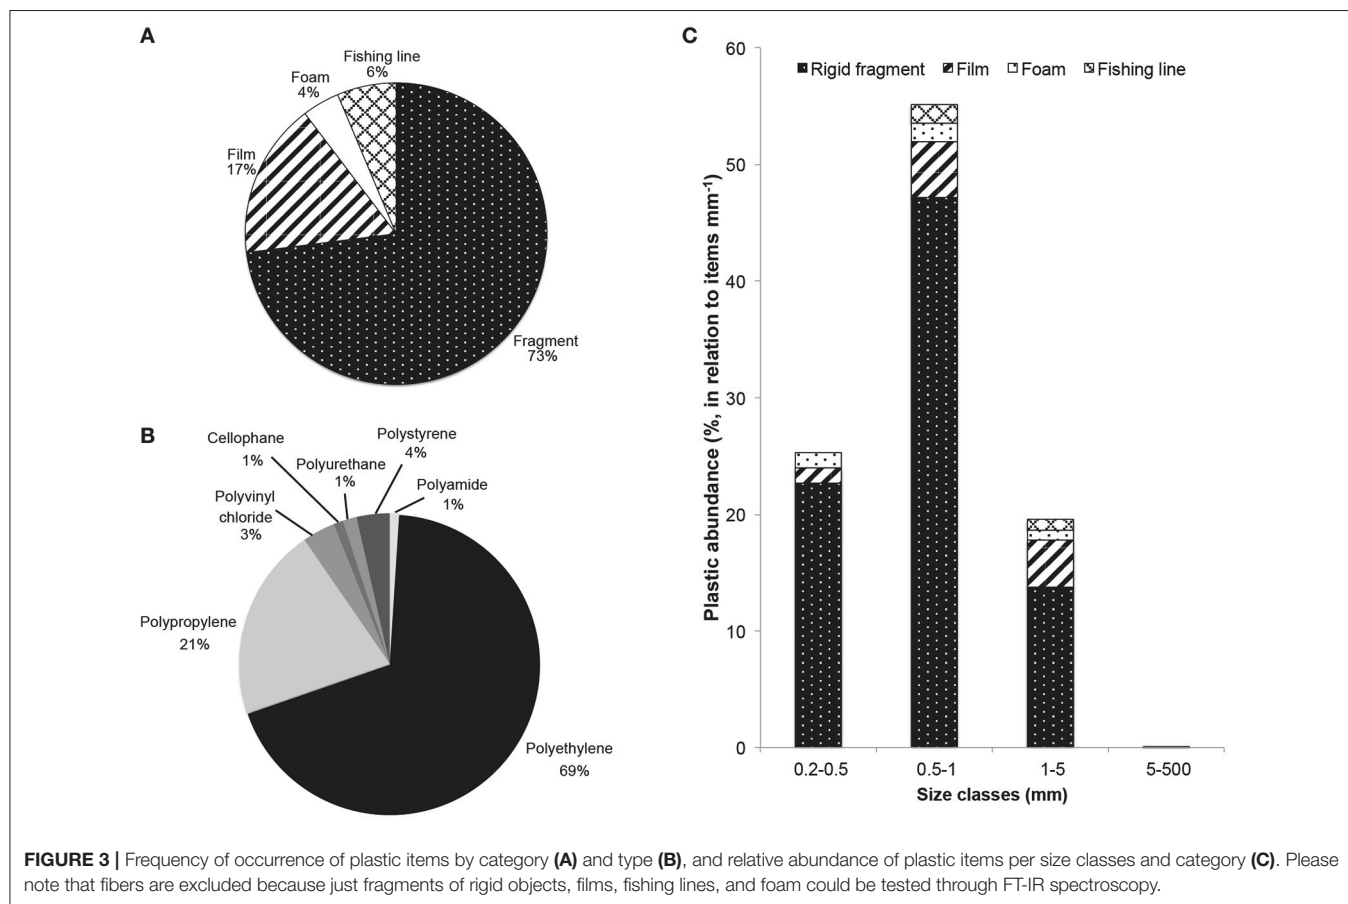 A
Fishing line
6%
Foam
4%
Film
17%
Fragment
73%
B
Cellophane
1%
Polystyrene
4%
Polyurethane
1%
Polyamide
1%
Polyvinyl
chloride
3%
Polypropylene
21%
Polyethylene
69%
C
Rigid fragment Film Foam Fishing line
Plastic abundance (%, in relation to items mm⁻¹)
60
50
40
30
20
10
0
0.2-0.5 0.5-1 1-5 5-500
Size classes (mm)
FIGURE 3 | Frequency of occurrence of plastic items by category (A) and type (B), and relative abundance of plastic items per size classes and category (C). Please
note that fibers are excluded because just fragments of rigid objects, films, fishing lines, and foam could be tested through FT-IR spectroscopy.